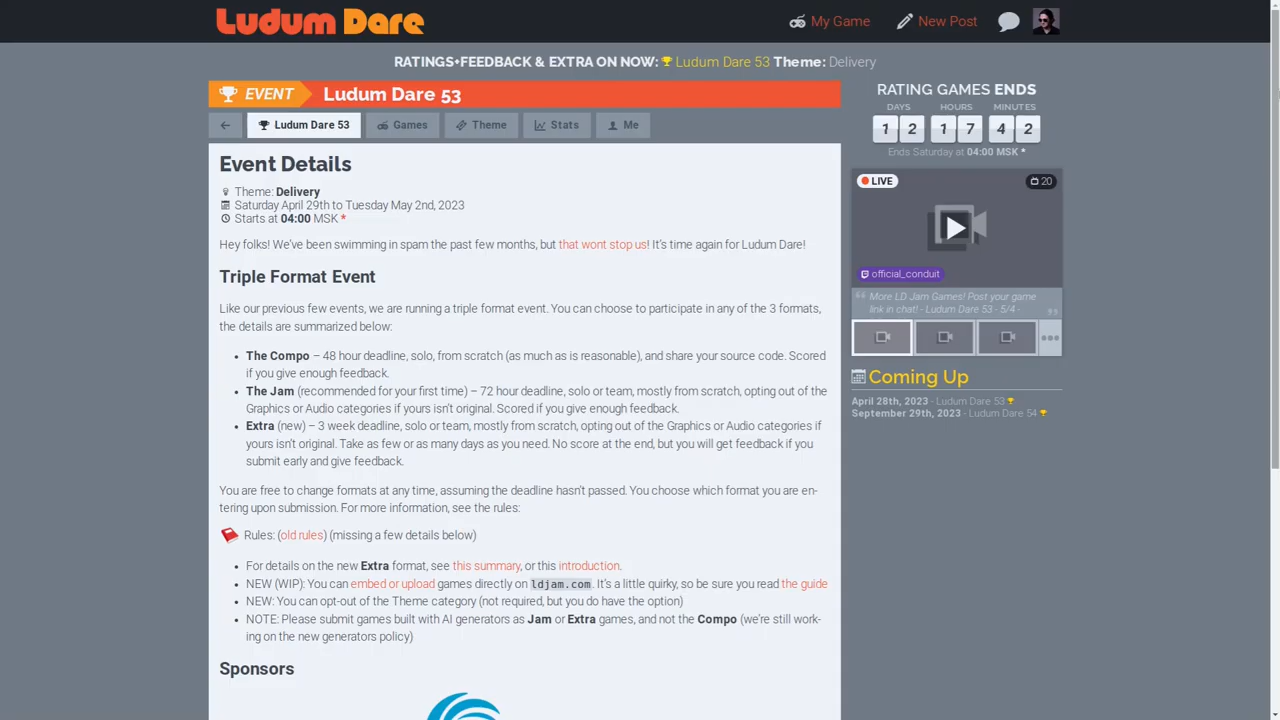 Ludum Dare
My Game
New Post
RATINGS+FEEDBACK & EXTRA ON NOW: Ludum Dare 53 Theme: Delivery
EVENT
Ludum Dare 53
Ludum Dare 53
Games
Theme
Stats
Me
Event Details
Theme: Delivery
Saturday April 29th to Tuesday May 2nd, 2023
Starts at 04:00 MSK *
Hey folks! We've been swimming in spam the past few months, but that wont stop us! It's time again for Ludum Dare!
Triple Format Event
Like our previous few events, we are running a triple format event. You can choose to participate in any of the 3 formats,
the details are summarized below:
• The Compo – 48 hour deadline, solo, from scratch (as much as is reasonable), and share your source code. Scored
if you give enough feedback.
• The Jam (recommended for your first time) – 72 hour deadline, solo or team, mostly from scratch, opting out of the
Graphics or Audio categories if yours isn't original. Scored if you give enough feedback.
• Extra (new) – 3 week deadline, solo or team, mostly from scratch, opting out of the Graphics or Audio categories if
yours isn't original. Take as few or as many days as you need. No score at the end, but you will get feedback if you
submit early and give feedback.
You are free to change formats at any time, assuming the deadline hasn't passed. You choose which format you are en-
tering upon submission. For more information, see the rules:
Rules: (old rules) (missing a few details below)
• For details on the new Extra format, see this summary, or this introduction.
• NEW (WIP): You can embed or upload games directly on ldjam.com. It's a little quirky, so be sure you read the guide
• NEW: You can opt-out of the Theme category (not required, but you do have the option)
• NOTE: Please submit games built with AI generators as Jam or Extra games, and not the Compo (we're still work-
ing on the new generators policy)
Sponsors
RATING GAMES ENDS
DAYS HOURS MINUTES
1 2 1 7 4 2
Ends Saturday at 04:00 MSK *
LIVE
20
official_conduit
More LD Jam Games! Post your game
link in chat! - Ludum Dare 53 - 5/4 -
Coming Up
April 28th, 2023 - Ludum Dare 53
September 29th, 2023 - Ludum Dare 54